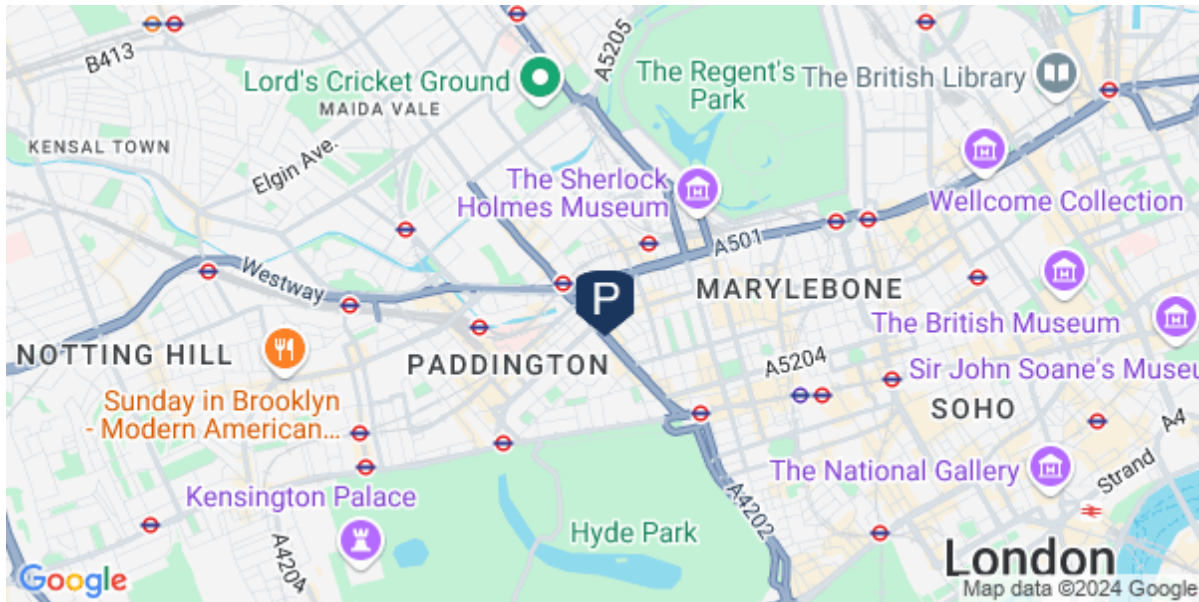 B413
A5205
Lord's Cricket Ground
MAIDA VALE
The Regent's
Park
The British Library
KENSAL TOWN
Elgin Ave.
The Sherlock
Holmes Museum
Wellcome Collection
A501
Westway
P
MARYLEBONE
The British Museum
NOTTING HILL
PADDINGTON
A5204
Sir John Soane's Museu
Sunday in Brooklyn
- Modern American...
SOHO
A4
The National Gallery
Strand
Kensington Palace
A4202
Hyde Park
A4204
London
Google
Map data ©2024 Google